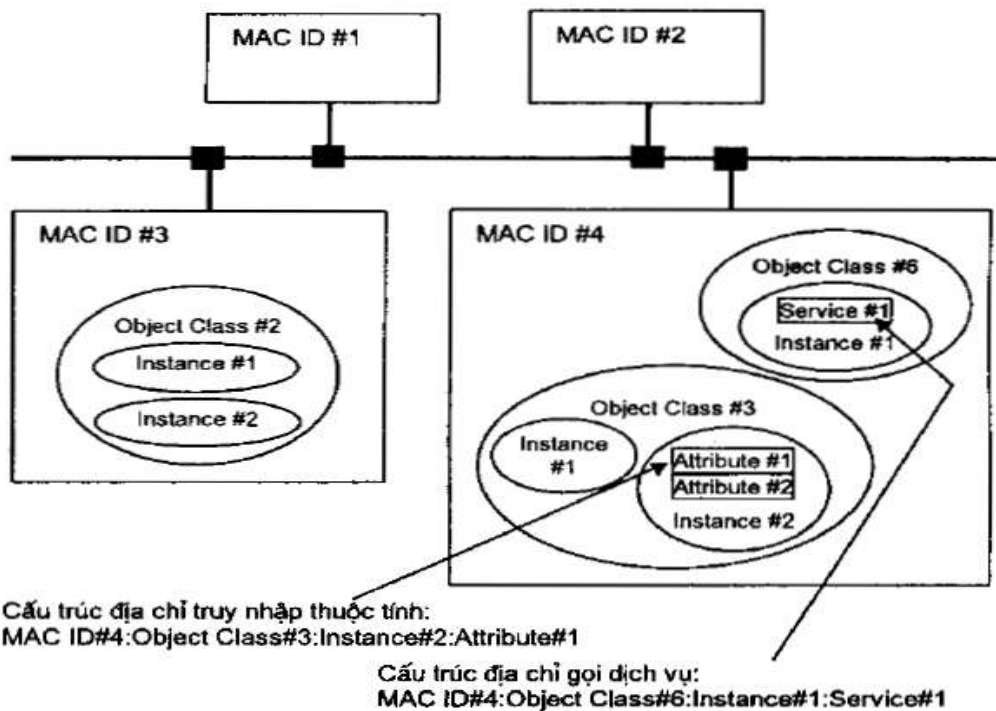 MAC ID #1
MAC ID #2
MAC ID #3
MAC ID #4
Object Class #6
Service #1
Instance #1
Object Class #2
Instance #1
Instance #2
Object Class #3
Instance
#1
Attribute #1
Attribute #2
Instance #2
Cấu trúc địa chỉ truy nhập thuộc tính:
MAC ID#4:Object Class#3:Instance#2:Attribute#1
Cấu trúc địa chỉ gọi dịch vụ:
MAC ID#4:Object Class#6:Instance#1:Service#1